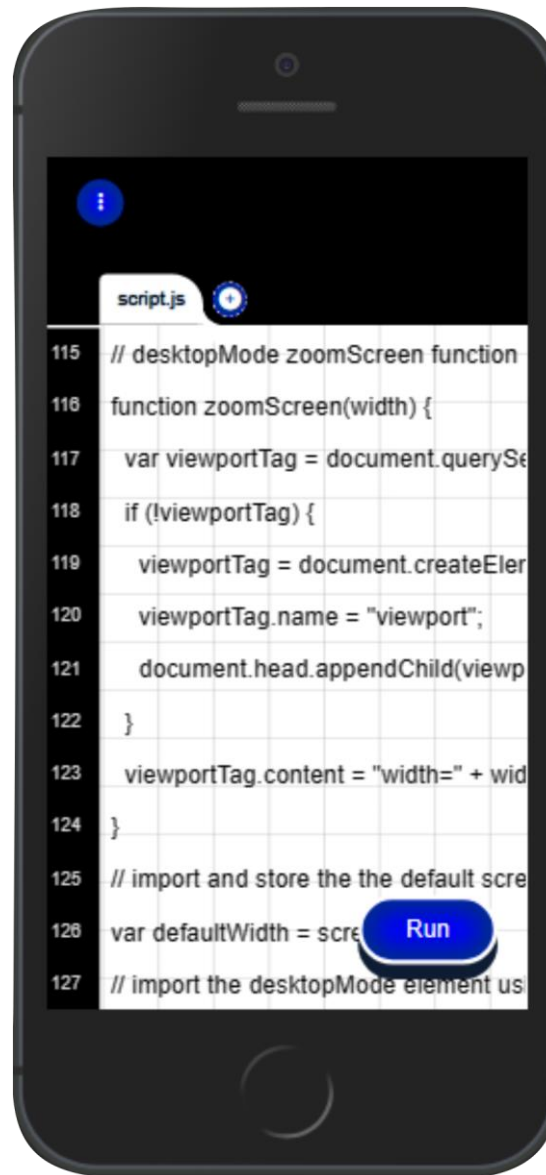 script.js
115 // desktopMode zoomScreen function
116 function zoomScreen(width) {
117 var viewportTag = document.querySe
118 if (!viewportTag) {
119 viewportTag = document.createEler
120 viewportTag.name = "viewport";
121 document.head.appendChild(viewp
122 }
123 viewportTag.content = "width=" + wid
124 }
125 // import and store the the default scre
126 var defaultWidth = scre Run
127 // import the desktopMode element us